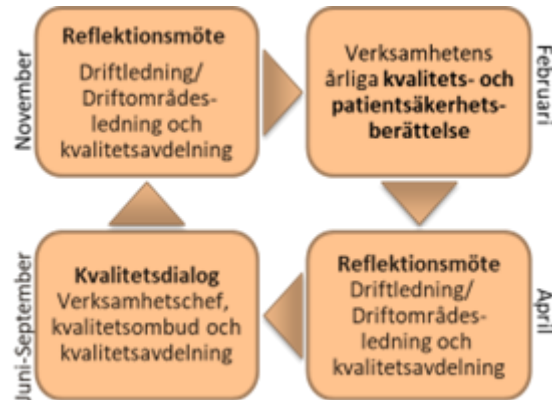 November
Reflektionsmöte
Driftledning/
Driftområdes-
ledning och
kvalitetsavdelning
Februari
Verksamhetens
årliga kvalitets- och
patientsäkerhets-
berättelse
April
Reflektionsmöte
Driftledning/
Driftområdes-
ledning och
kvalitetsavdelning
Juni-September
Kvalitetsdialog
Verksamhetschef,
kvalitetsombud och
kvalitetsavdelning